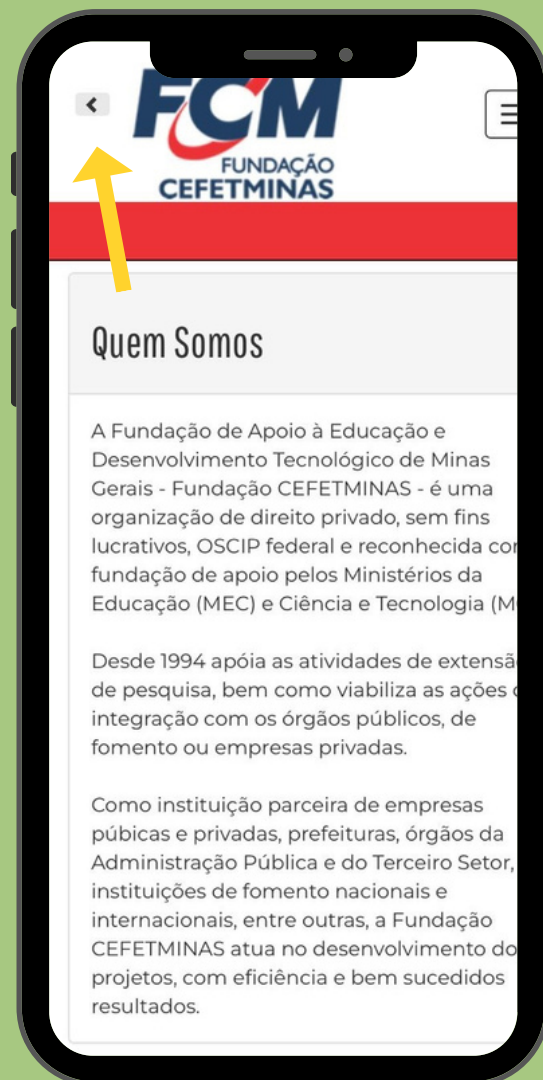 FCM
FUNDAÇÃO
CEFETMINAS
Quem Somos
A Fundação de Apoio à Educação e
Desenvolvimento Tecnológico de Minas
Gerais - Fundação CEFETMINAS - é uma
organização de direito privado, sem fins
lucrativos, OSCIP federal e reconhecida
fundação de apoio pelos Ministérios da
Educação (MEC) e Ciência e Tecnologia
Desde 1994 apóia as atividades de
de pesquisa, bem como viabiliza as ações
integração com os órgãos públicos, de
fomento ou empresas privadas.
Como instituição parceira de empresas
púbicas e privadas, prefeituras, órgãos da
Administração Pública e do Terceiro Setor,
instituições de fomento nacionais e
internacionais, entre outras, a Fundação
CEFETMINAS atua no desenvolvimento
projetos, com eficiência e bem sucedidos
resultados.